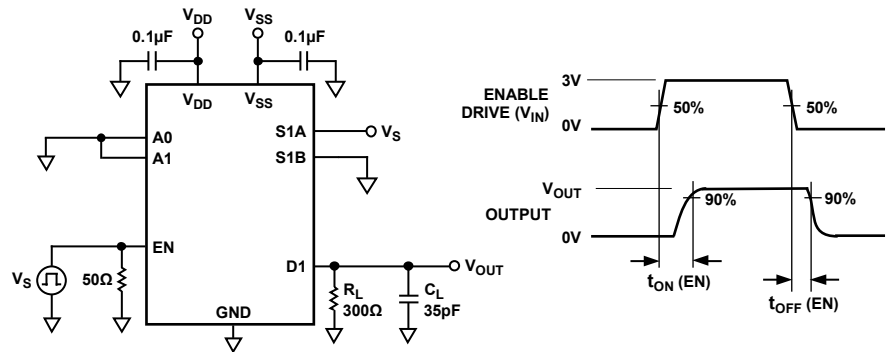 V_DD V_SS
0.1µF 0.1µF
V_DD V_SS
A0
A1
S1A V_S
S1B
EN
V_S 50Ω
D1 V_OUT
R_L
300Ω
C_L
35pF
GND
3V
ENABLE
DRIVE (V_IN)
50% 50%
0V
V_OUT
OUTPUT
90% 90%
0V
t_ON (EN)
t_OFF (EN)